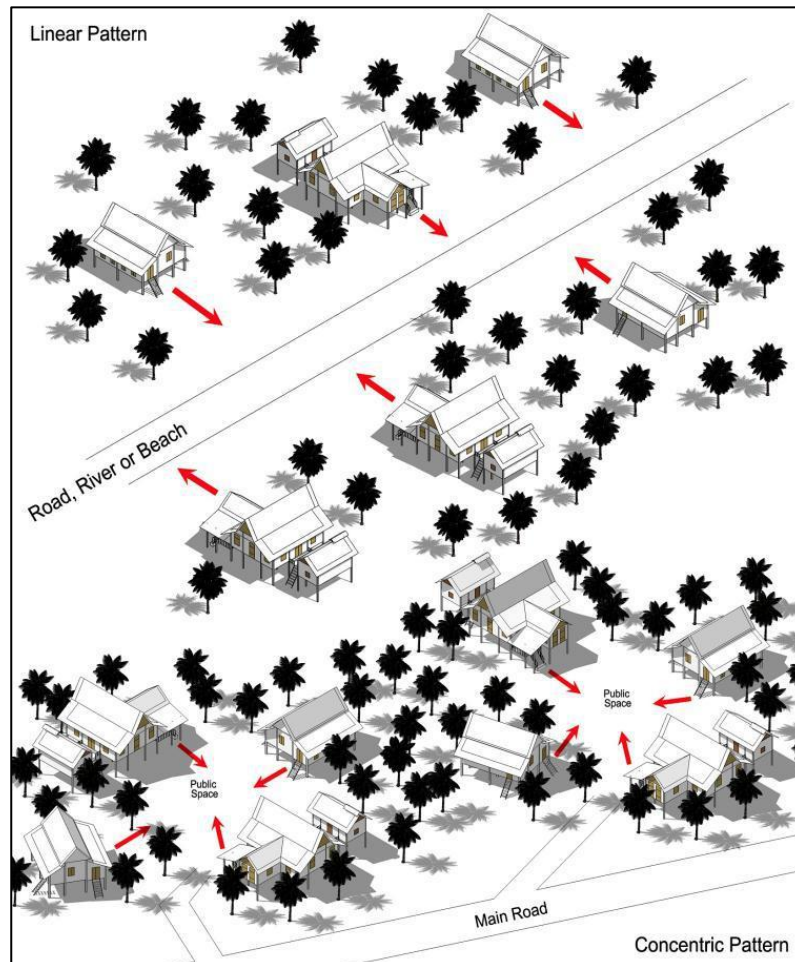 Linear Pattern
Road, River or Beach
Public
Space
Public
Space
Main Road
Concentric Pattern